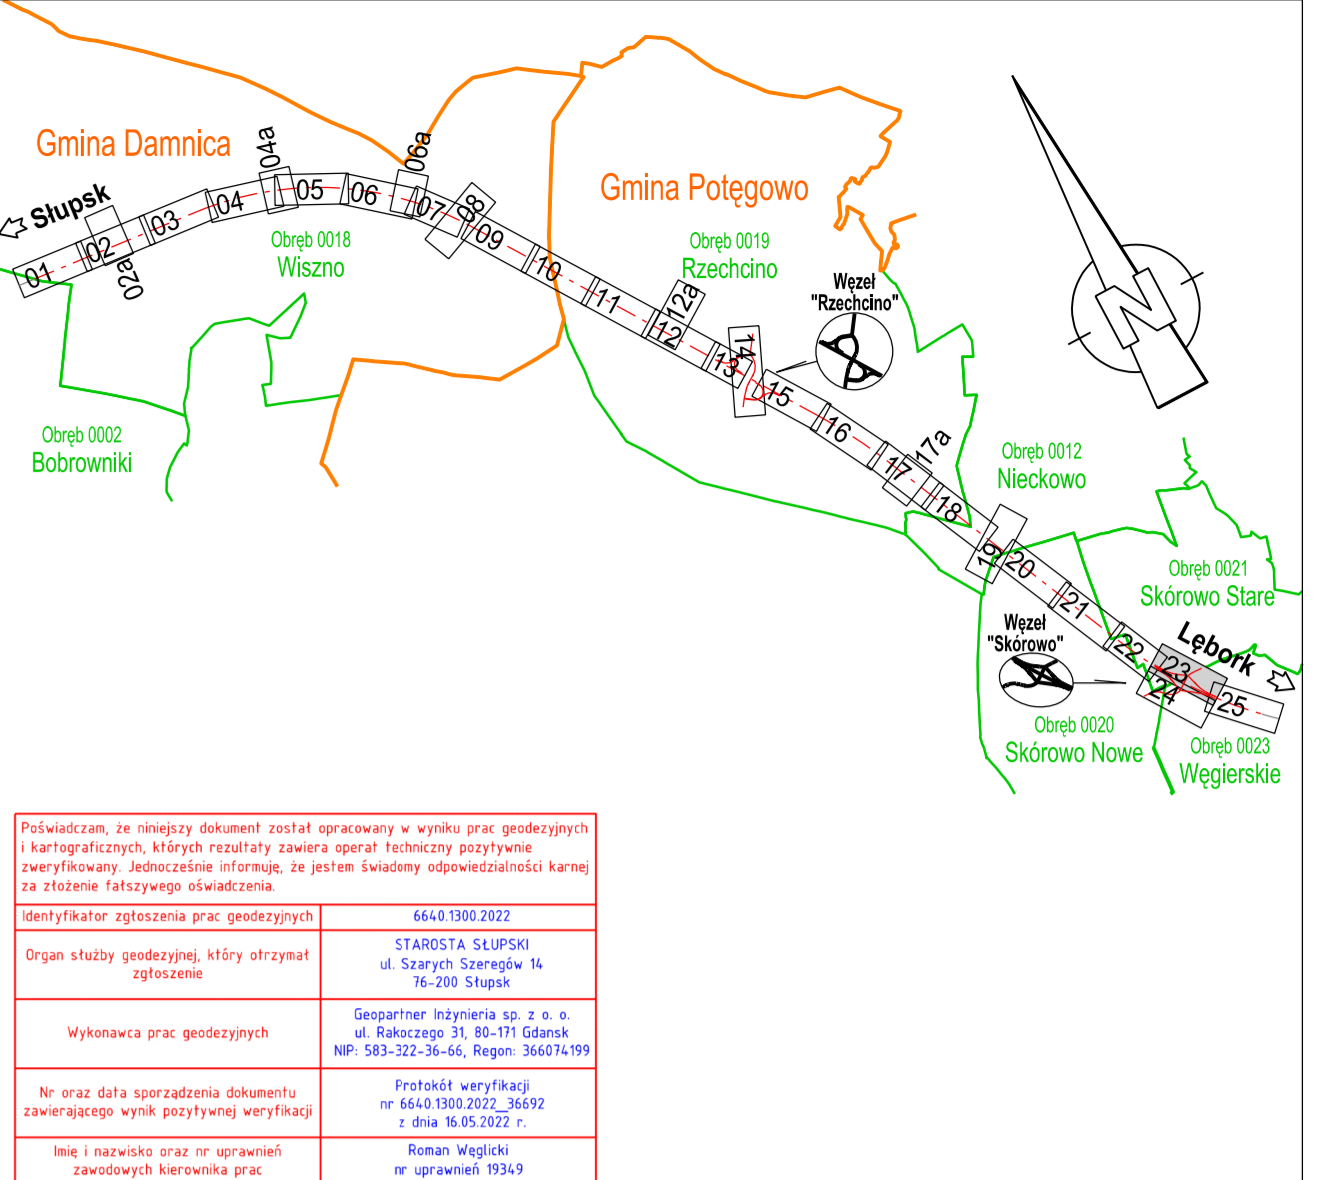 Gmina Damnica
Słupsk
01
02
02a
03
04
04a
05
06
06a
07
08
09
10
11
12
12a
13
14
15
16
17
17a
18
19
20
21
22
23
24
25
Obręb 0018
Wiszno
Obręb 0002
Bobrowniki
Gmina Potęgowo
Obręb 0019
Rzechcino
Węzeł
"Rzechcino"
N
Obręb 0012
Nieckowo
Obręb 0021
Skórowo Stare
Lębork
Węzeł
"Skórowo"
Obręb 0020
Skórowo Nowe
Obręb 0023
Węgierskie
Poświadczam, że niniejszy dokument został opracowany w wyniku prac geodezyjnych
i kartograficznych, których rezultaty zawiera operat techniczny pozytywnie
zweryfikowany. Jednocześnie informuję, że jestem świadomy odpowiedzialności karnej
za złożenie fałszywego oświadczenia.
Identyfikator zgłoszenia prac geodezyjnych
6640.1300.2022
Organ służby geodezyjnej, który otrzymał
zgłoszenie
STAROSTA SŁUPSKI
ul. Szarych Szeregów 14
76-200 Słupsk
Wykonawca prac geodezyjnych
Geopartner Inżynieria sp. z o. o.
ul. Rakoczego 31, 80-171 Gdansk
NIP: 583-322-36-66, Regon: 366074199
Nr oraz data sporządzenia dokumentu
zawierającego wynik pozytywnej weryfikacji
Protokół weryfikacji
nr 6640.1300.2022_36692
z dnia 16.05.2022 r.
Imię i nazwisko oraz nr uprawnień
zawodowych kierownika prac
Roman Węglicki
nr uprawnień 19349